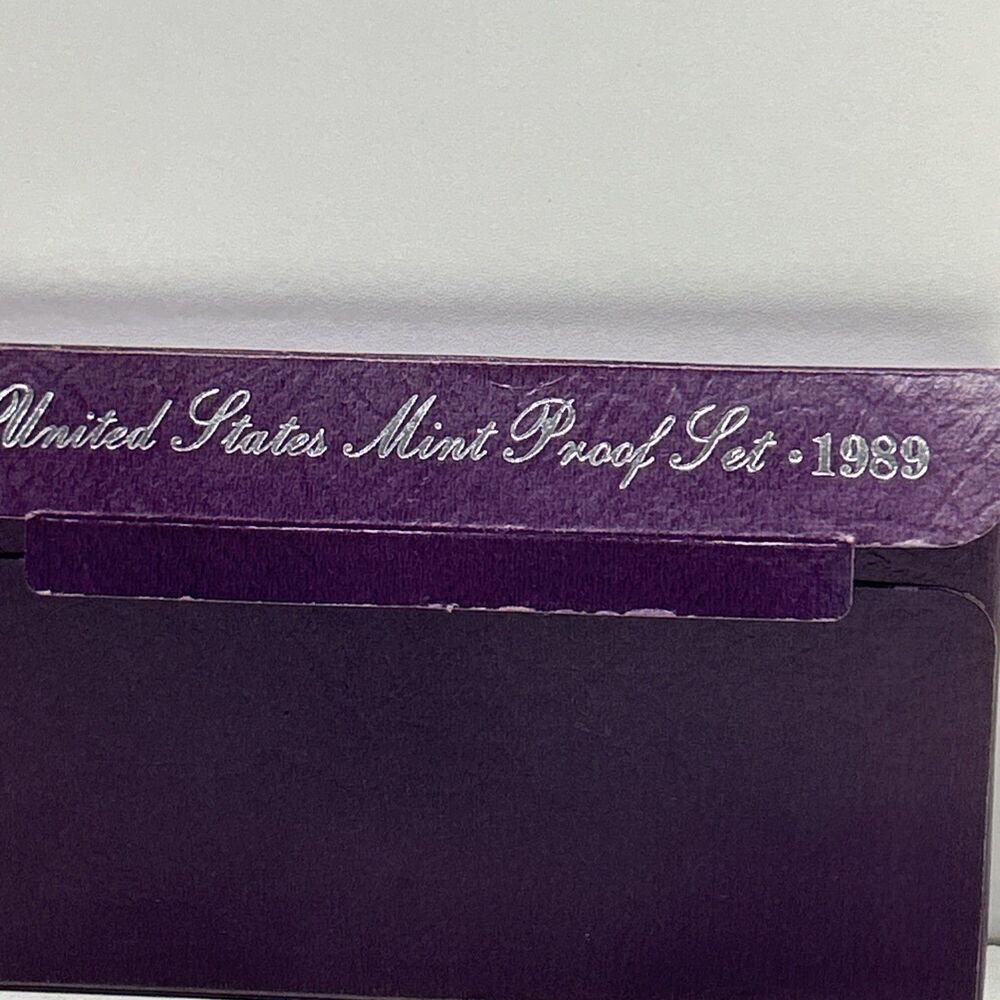 United States Mint Proof Set • 1989